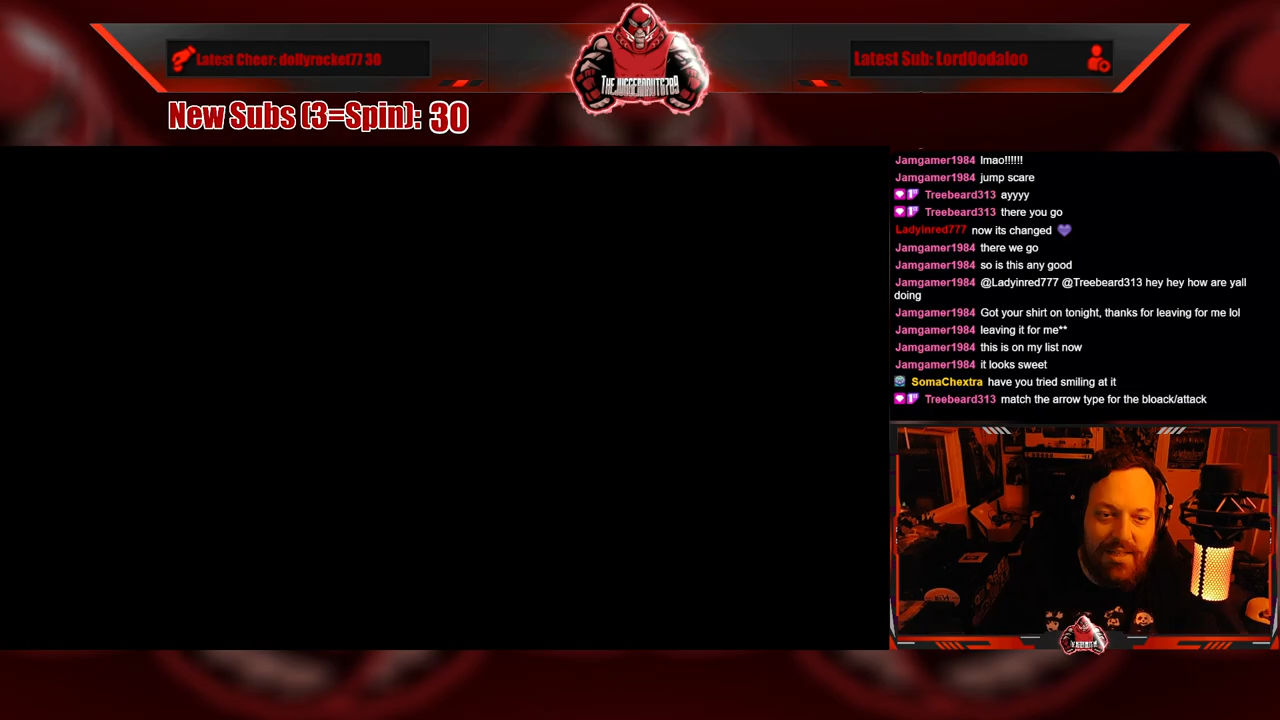 Latest Cheer: dollyrocket77 30
THEJUGGERNAUT6789
Latest Sub: LordOodaloo
New Subs (3=Spin): 30
Jamgamer1984 lmao!!!!!!
Jamgamer1984 jump scare
Treebeard313 ayyyy
Treebeard313 there you go
Ladyinred777 now its changed
Jamgamer1984 there we go
Jamgamer1984 so is this any good
Jamgamer1984 @Ladyinred777 @Treebeard313 hey hey how are yall
doing
Jamgamer1984 Got your shirt on tonight, thanks for leaving for me lol
Jamgamer1984 leaving it for me**
Jamgamer1984 this is on my list now
Jamgamer1984 it looks sweet
SomaChextra have you tried smiling at it
Treebeard313 match the arrow type for the bloack/attack